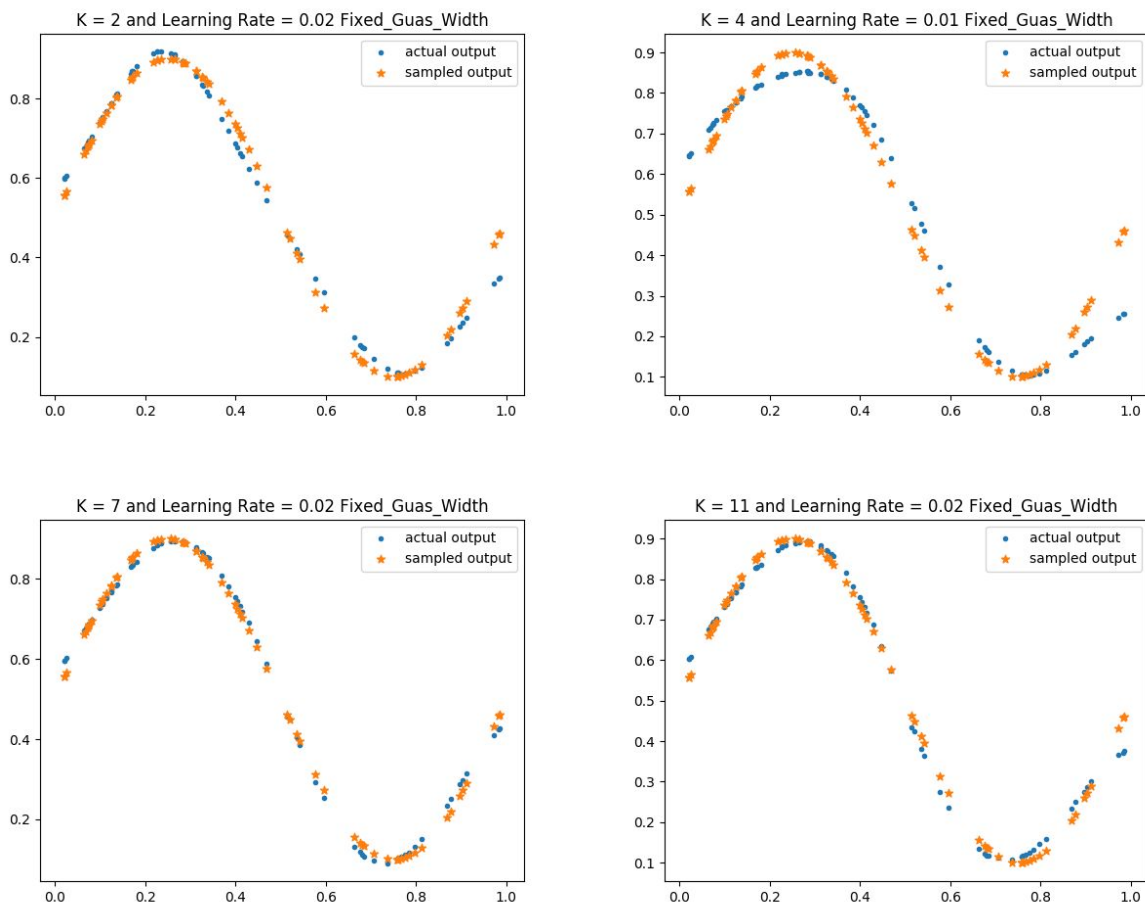 K = 2 and Learning Rate = 0.02 Fixed_Guas_Width
actual output
sampled output
0.8
0.6
0.4
0.2
0.0 0.2 0.4 0.6 0.8 1.0
K = 4 and Learning Rate = 0.01 Fixed_Guas_Width
actual output
sampled output
0.9
0.8
0.7
0.6
0.5
0.4
0.3
0.2
0.1
0.0 0.2 0.4 0.6 0.8 1.0
K = 7 and Learning Rate = 0.02 Fixed_Guas_Width
actual output
sampled output
0.8
0.6
0.4
0.2
0.0 0.2 0.4 0.6 0.8 1.0
K = 11 and Learning Rate = 0.02 Fixed_Guas_Width
actual output
sampled output
0.9
0.8
0.7
0.6
0.5
0.4
0.3
0.2
0.1
0.0 0.2 0.4 0.6 0.8 1.0